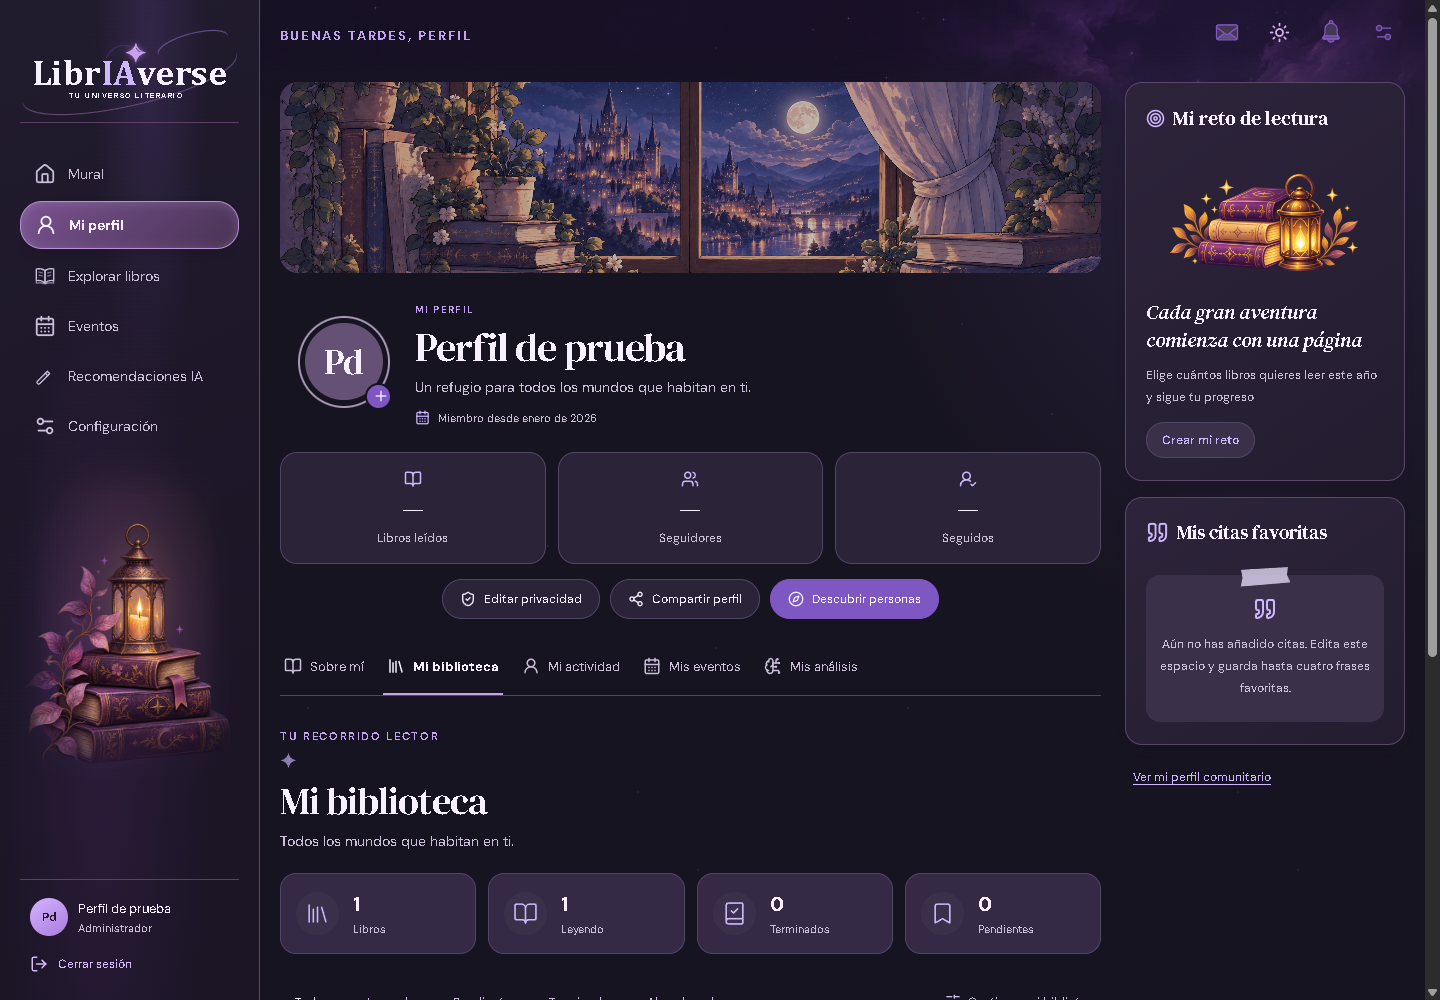 LibrIAverse
TU UNIVERSO LITERARIO
Mural
Mi perfil
Explorar libros
Eventos
Recomendaciones IA
Configuración
Pd
Perfil de prueba
Administrador
Cerrar sesión
BUENAS TARDES, PERFIL
Pd
MI PERFIL
Perfil de prueba
Un refugio para todos los mundos que habitan en ti.
Miembro desde enero de 2026
—
Libros leídos
—
Seguidores
—
Seguidos
Editar privacidad
Compartir perfil
Descubrir personas
Sobre mí
Mi biblioteca
Mi actividad
Mis eventos
Mis análisis
TU RECORRIDO LECTOR
Mi biblioteca
Todos los mundos que habitan en ti.
1
Libros
1
Leyendo
0
Terminados
0
Pendientes
Mi reto de lectura
Cada gran aventura
comienza con una página
Elige cuántos libros quieres leer este año
y sigue tu progreso
Crear mi reto
Mis citas favoritas
Aún no has añadido citas. Edita este
espacio y guarda hasta cuatro frases
favoritas.
Ver mi perfil comunitario